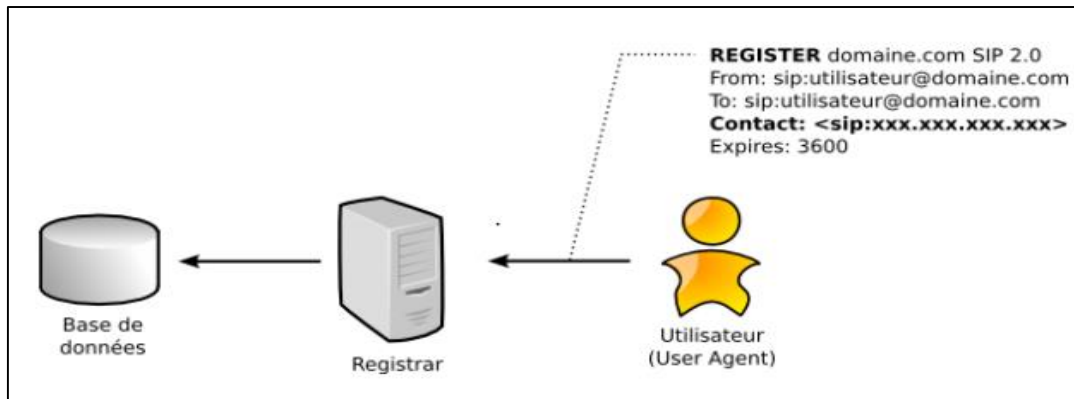 REGISTER domaine.com SIP 2.0
From: sip:utilisateur@domaine.com
To: sip:utilisateur@domaine.com
Contact: <sip:xxx.xxx.xxx.xxx>
Expires: 3600
Base de
données
Registrar
Utilisateur
(User Agent)